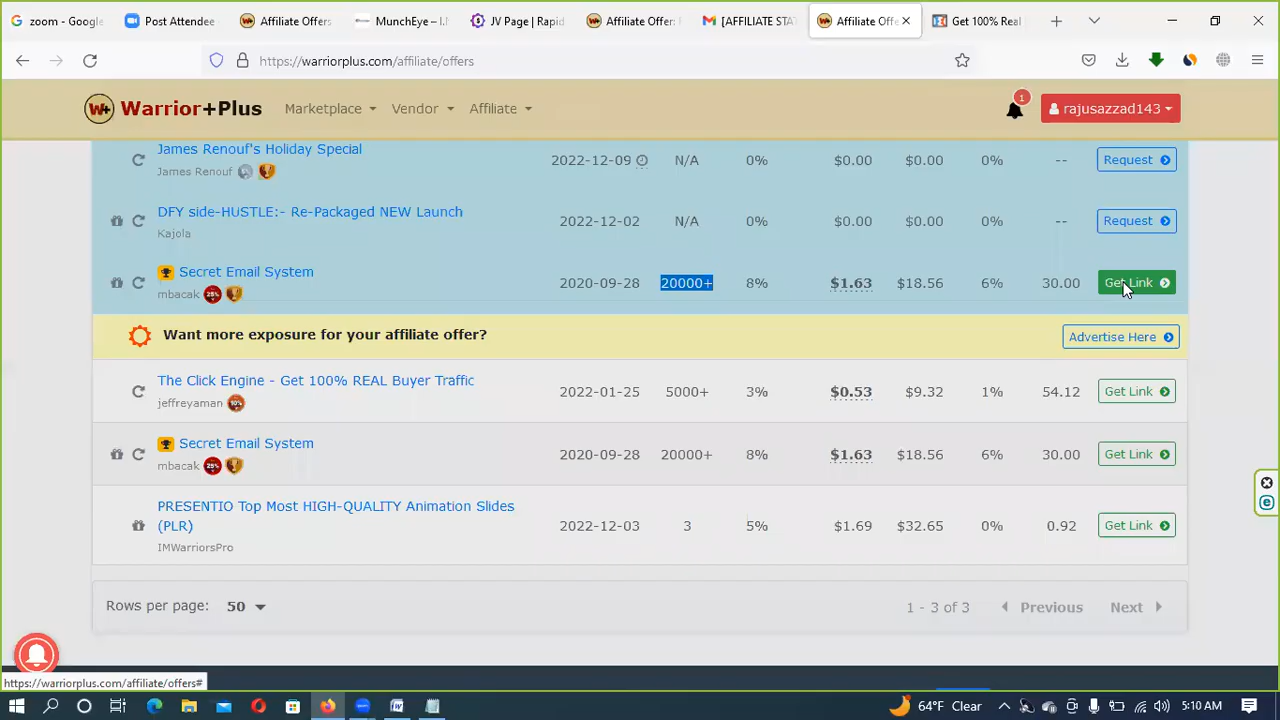 zoom - Goog
Post Attendee
Affiliate Offers
MunchEye – I.
JV Page | Rapid
Affiliate Offer:
[AFFILIATE STA
Affiliate Offe
Get 100% Real
https://warriorplus.com/affiliate/offers
W+ Warrior+Plus Marketplace Vendor Affiliate 1 rajusazzad143
James Renouf's Holiday Special 2022-12-09 N/A 0% $0.00 $0.00 0% -- Request
James Renouf
DFY side-HUSTLE:- Re-Packaged NEW Launch 2022-12-02 N/A 0% $0.00 $0.00 0% -- Request
Kajola
Secret Email System 2020-09-28 20000+ 8% $1.63 $18.56 6% 30.00 Get Link
mbacak 25%
Want more exposure for your affiliate offer? Advertise Here
The Click Engine - Get 100% REAL Buyer Traffic 2022-01-25 5000+ 3% $0.53 $9.32 1% 54.12 Get Link
jeffreyaman 10%
Secret Email System 2020-09-28 20000+ 8% $1.63 $18.56 6% 30.00 Get Link
mbacak 25%
PRESENTIO Top Most HIGH-QUALITY Animation Slides
(PLR) 2022-12-03 3 5% $1.69 $32.65 0% 0.92 Get Link
IMWarriorsPro
Rows per page: 50 1 - 3 of 3 Previous Next
https://warriorplus.com/affiliate/offers#
64°F Clear 5:10 AM